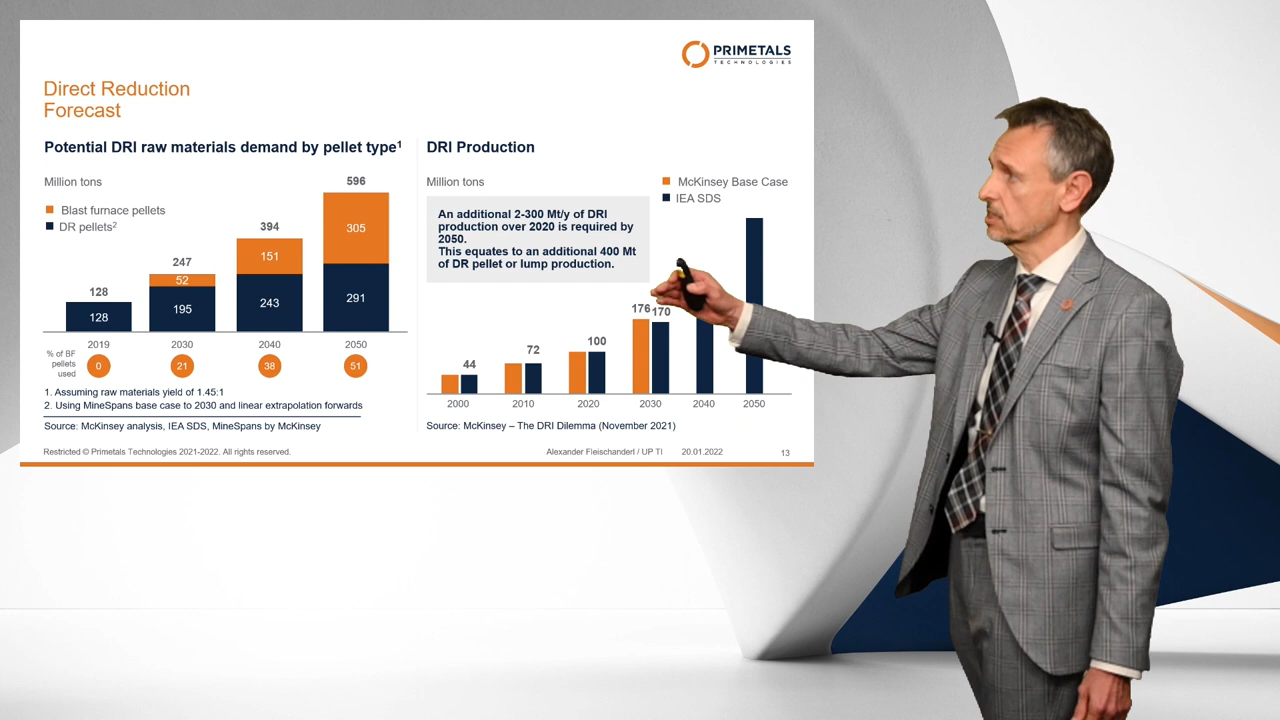 PRIMETALS
TECHNOLOGIES
Direct Reduction
Forecast
Potential DRI raw materials demand by pellet type¹
Million tons
Blast furnace pellets
DR pellets²
128
128
247
52
195
394
151
243
596
305
291
2019
2030
2040
2050
% of BF
pellets
used
0
21
38
51
1. Assuming raw materials yield of 1.45:1
2. Using MineSpans base case to 2030 and linear extrapolation forwards
Source: McKinsey analysis, IEA SDS, MineSpans by McKinsey
DRI Production
Million tons
McKinsey Base Case
IEA SDS
An additional 2-300 Mt/y of DRI
production over 2020 is required by
2050.
This equates to an additional 400 Mt
of DR pellet or lump production.
44
72
100
176
170
2000
2010
2020
2030
2040
2050
Source: McKinsey – The DRI Dilemma (November 2021)
Restricted © Primetals Technologies 2021-2022. All rights reserved.
Alexander Fleischanderl / UP TI
20.01.2022
13